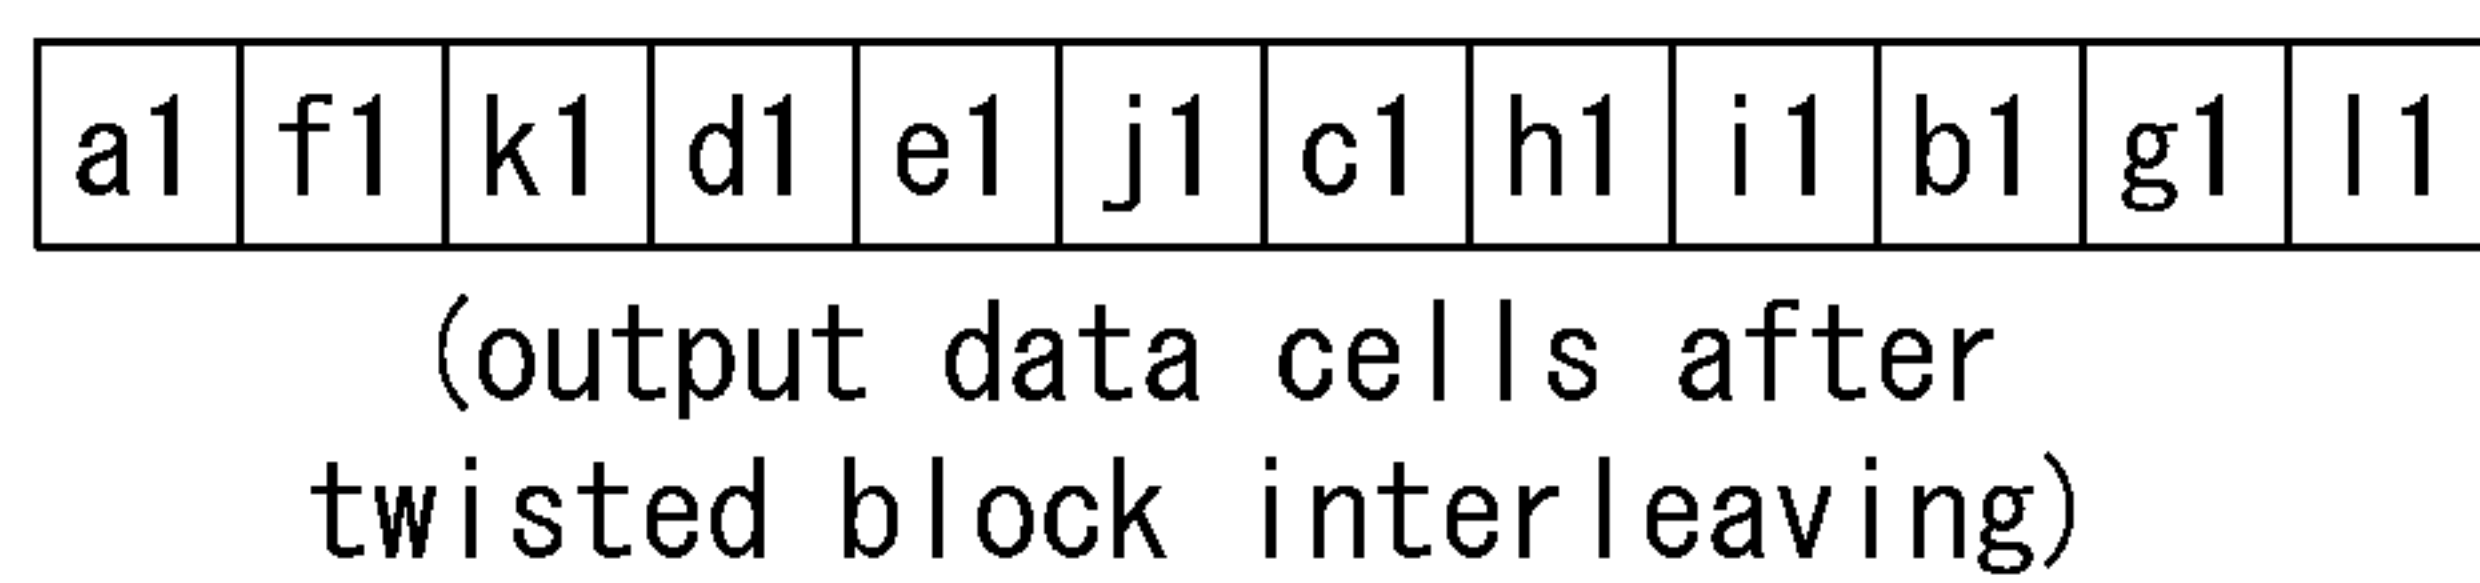 a1 f1 k1 d1 e1 j1 c1 h1 i1 b1 g1 l1
(output data cells after
twisted block interleaving)